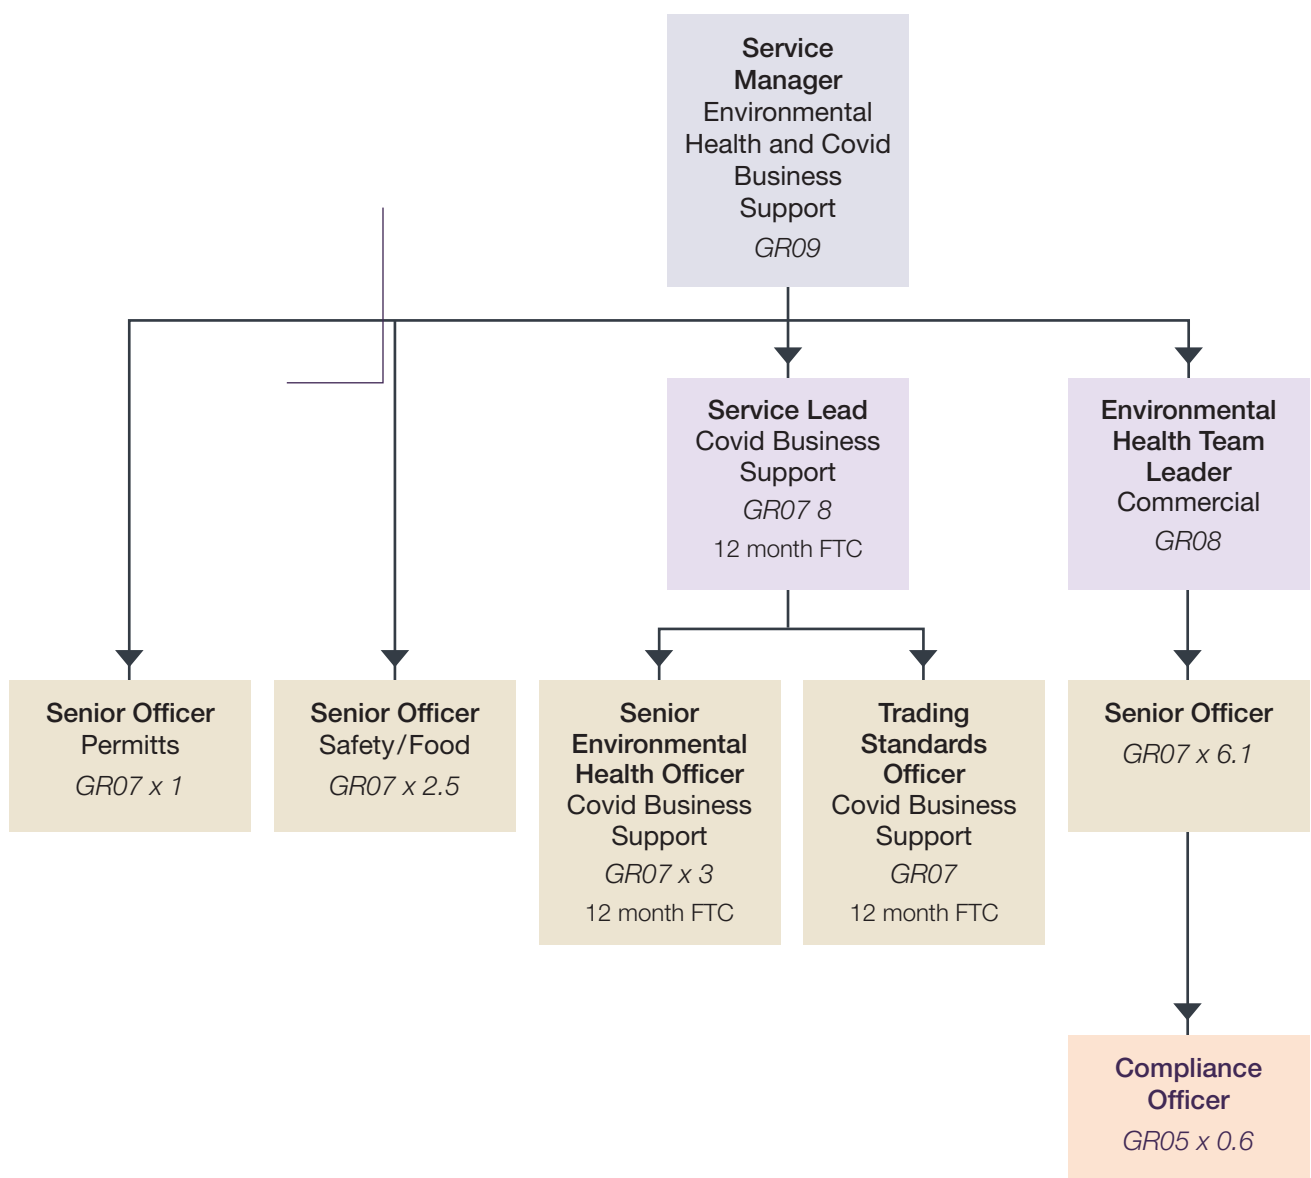 Service
Manager
Environmental
Health and Covid
Business
Support
GR09
Service Lead
Covid Business
Support
GR07 8
12 month FTC
Environmental
Health Team
Leader
Commercial
GR08
Senior Officer
Permitts
GR07 x 1
Senior Officer
Safety/Food
GR07 x 2.5
Senior
Environmental
Health Officer
Covid Business
Support
GR07 x 3
12 month FTC
Trading
Standards
Officer
Covid Business
Support
GR07
12 month FTC
Senior Officer
GR07 x 6.1
Compliance
Officer
GR05 x 0.6